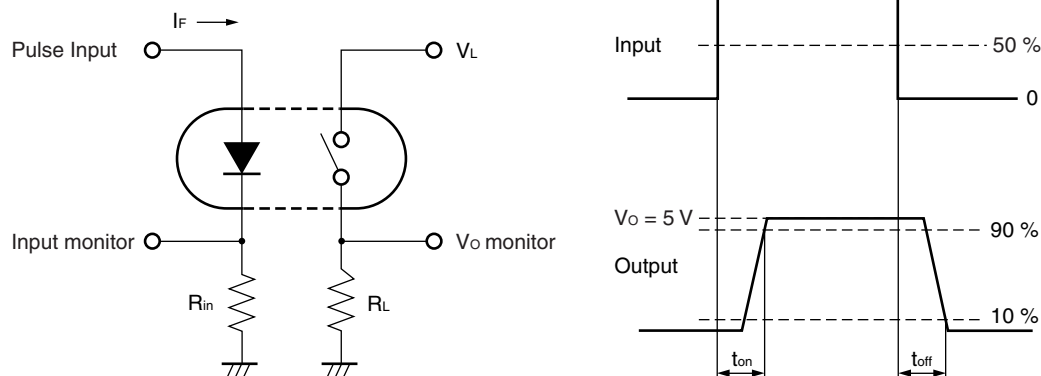 IF
Pulse Input
VL
Input monitor
VO monitor
Rin
RL
Input
50 %
0
VO = 5 V
90 %
Output
10 %
ton
toff